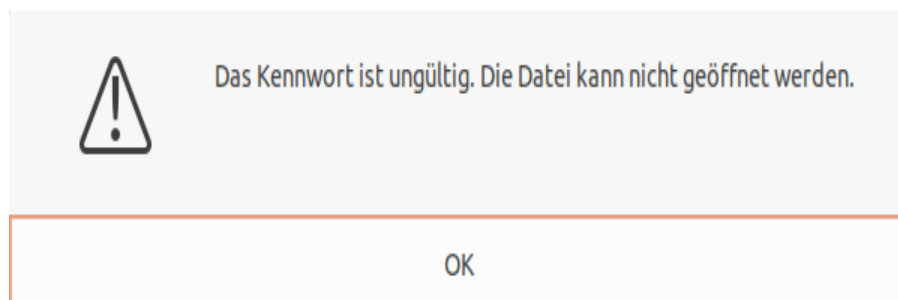 Das Kennwort ist ungültig. Die Datei kann nicht geöffnet werden.
OK